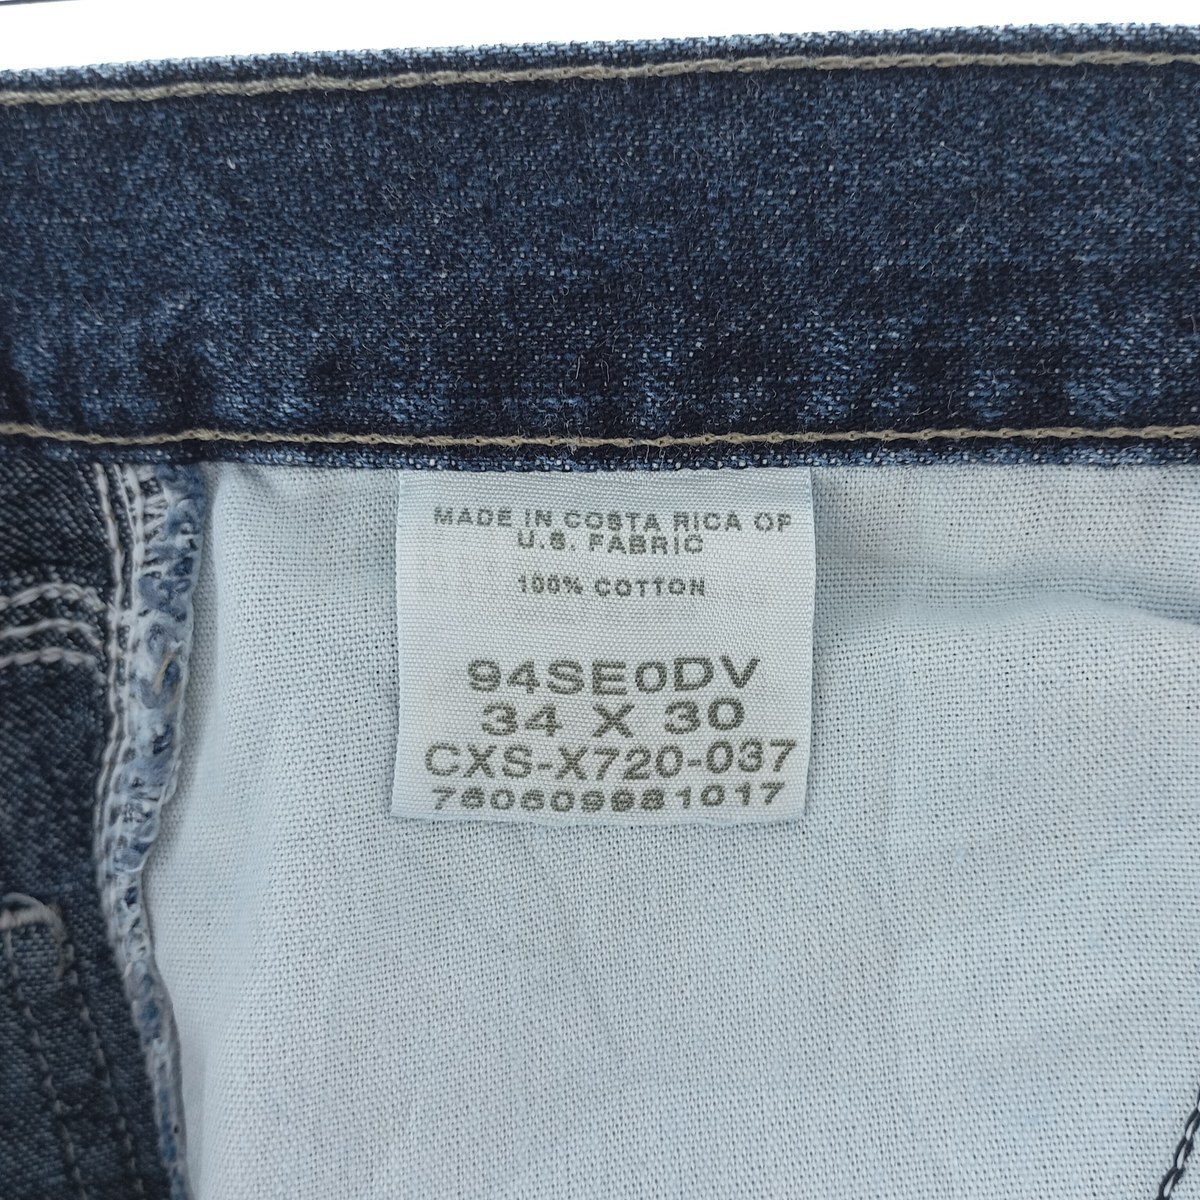 MADE IN COSTA RICA OF
U.S. FABRIC
100% COTTON
94SE0DV
34 X 30
CXS-X720-037
760609981017